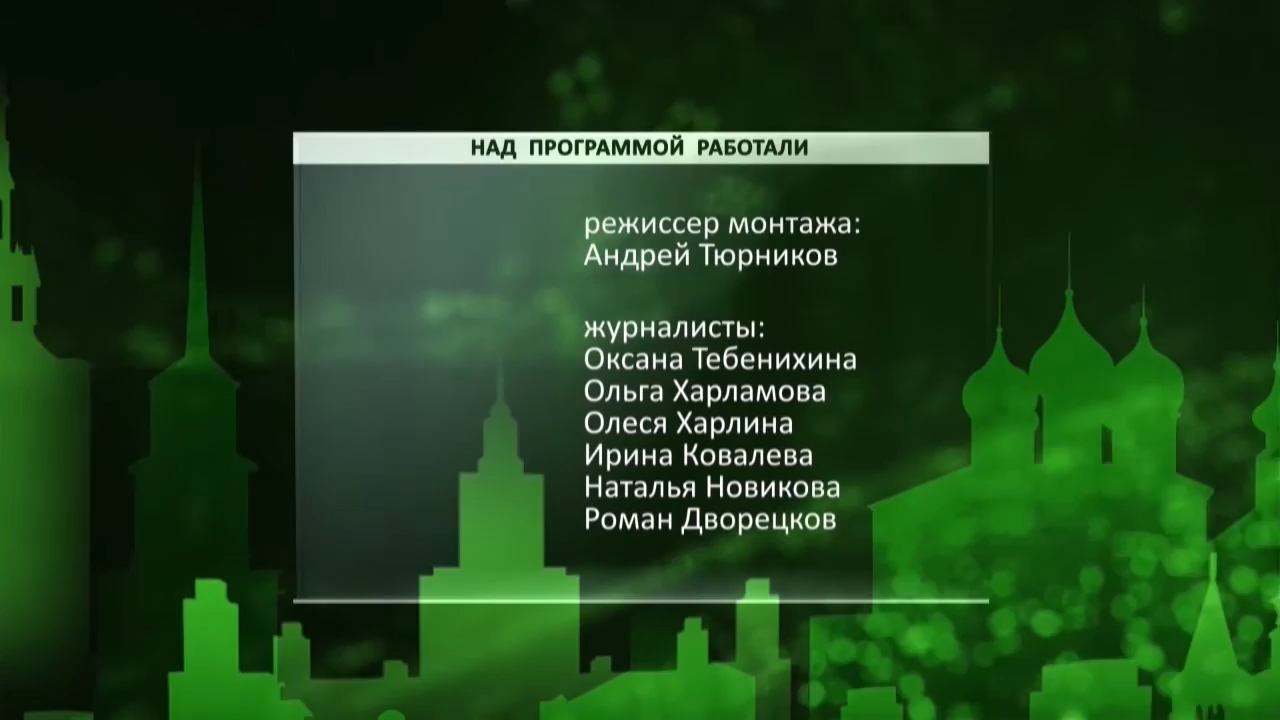 НАД ПРОГРАММОЙ РАБОТАЛИ
режиссер монтажа:
Андрей Тюрников
журналисты:
Оксана Тебенихина
Ольга Харламова
Олеся Харлина
Ирина Ковалева
Наталья Новикова
Роман Дворецков